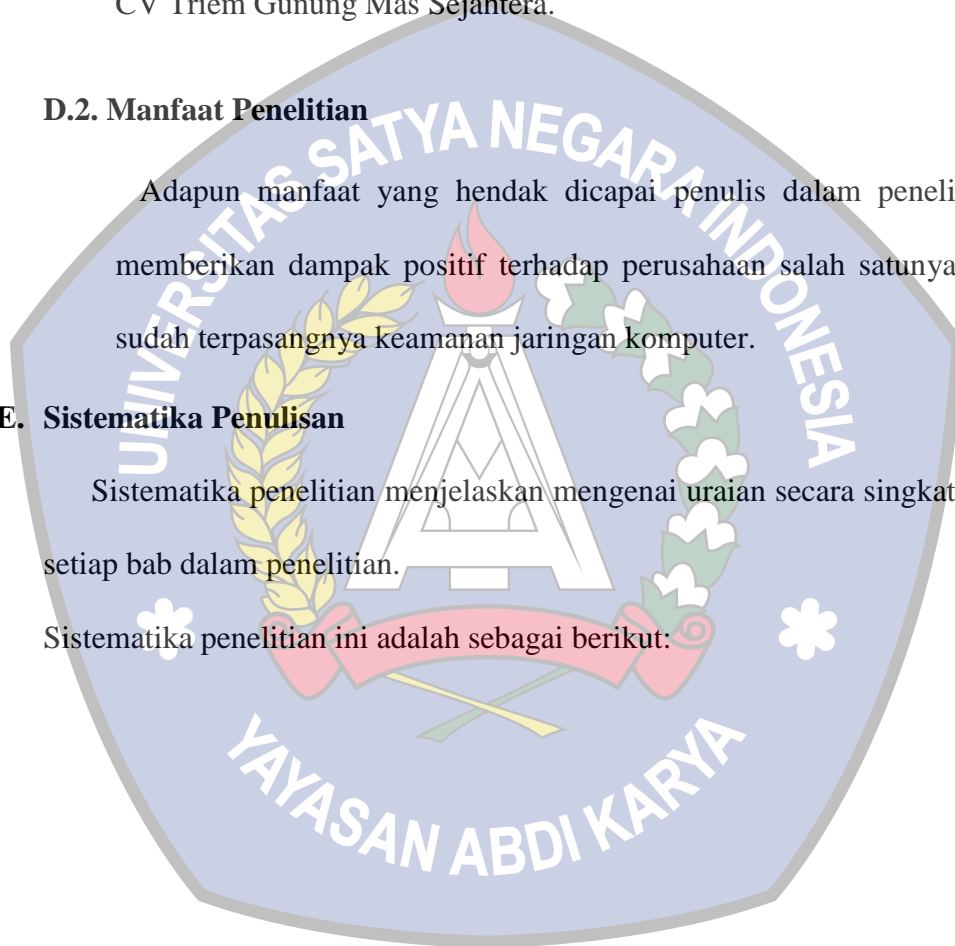 CV Triem Gunung Mas Sejahtera.
D.2. Manfaat Penelitian
Adapun manfaat yang hendak dicapai penulis dalam peneli
memberikan dampak positif terhadap perusahaan salah satunya
sudah terpasangnya keamanan jaringan komputer.
E. Sistematika Penulisan
Sistematika penelitian menjelaskan mengenai uraian secara singkat
setiap bab dalam penelitian.
Sistematika penelitian ini adalah sebagai berikut:
UNIVERSITAS SATYA NEGARA INDONESIA
YAYASAN ABDI KARYA